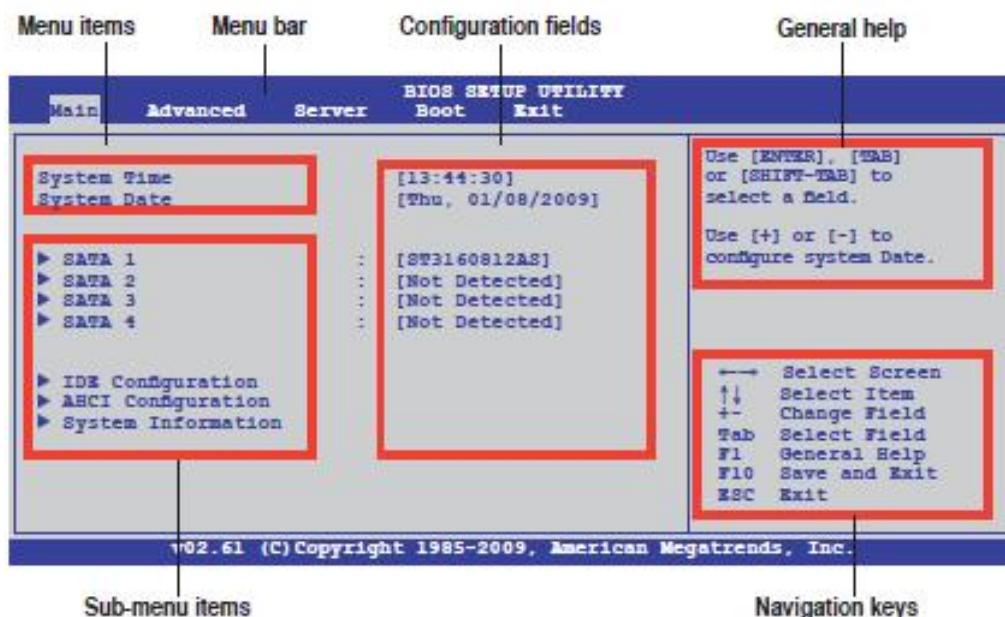 Menu items Menu bar Configuration fields General help
BIOS SETUP UTILITY
Main Advanced Server Boot Exit
System Time [13:44:30]
System Date [Thu, 01/08/2009]
SATA 1 : [ST3160812AS]
SATA 2 : [Not Detected]
SATA 3 : [Not Detected]
SATA 4 : [Not Detected]
IDE Configuration
AHCI Configuration
System Information
Use [ENTER], [TAB]
or [SHIFT-TAB] to
select a field.
Use [+] or [-] to
configure system Date.
←→ Select Screen
↑↓ Select Item
+- Change Field
Tab Select Field
F1 General Help
F10 Save and Exit
ESC Exit
v02.61 (C)Copyright 1985-2009, American Megatrends, Inc.
Sub-menu items Navigation keys